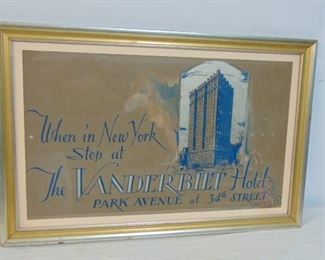 When in New York
Stop at
The VANDERBILT Hotel
PARK AVENUE at 34th STREET